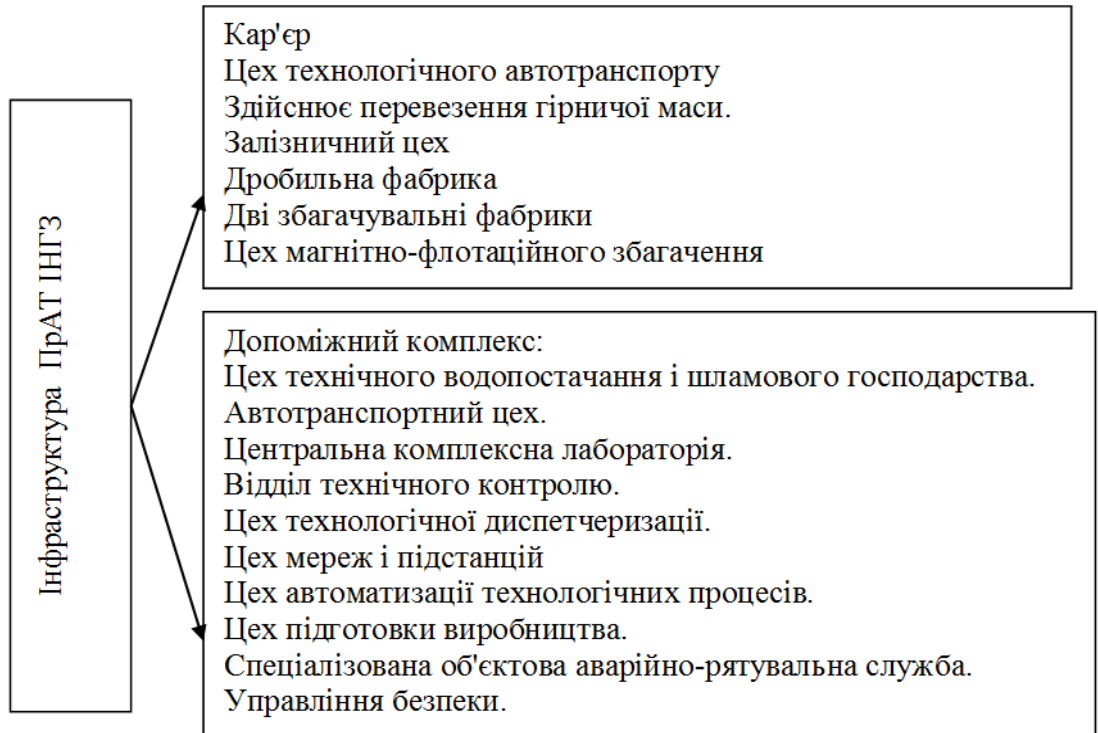 Інфраструктура ПрАТ ІНГЗ
Кар'єр
Цех технологічного автотранспорту
Здійснює перевезення гірничої маси.
Залізничний цех
Дробильна фабрика
Дві збагачувальні фабрики
Цех магнітно-флотаційного збагачення
Допоміжний комплекс:
Цех технічного водопостачання і шламового господарства.
Автотранспортний цех.
Центральна комплексна лабораторія.
Відділ технічного контролю.
Цех технологічної диспетчеризації.
Цех мереж і підстанцій
Цех автоматизації технологічних процесів.
Цех підготовки виробництва.
Спеціалізована об'єктова аварійно-рятувальна служба.
Управління безпеки.